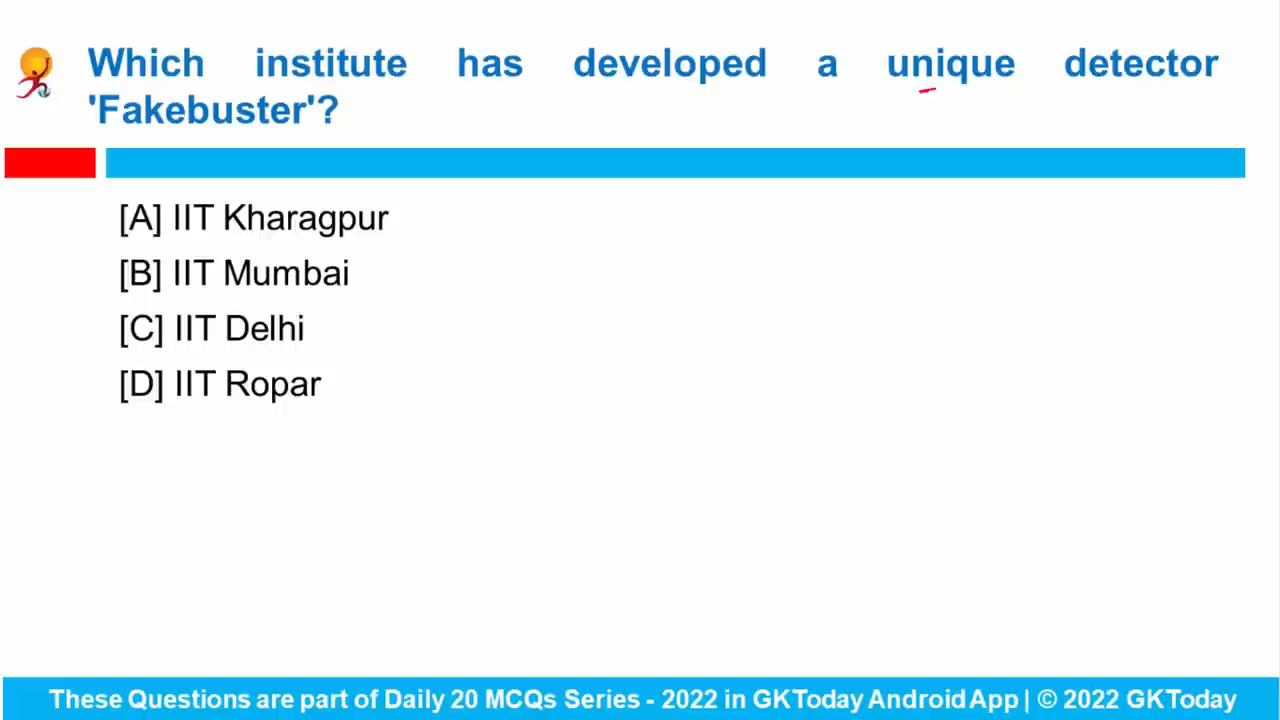 Which institute has developed a unique detector
'Fakebuster'?
[A] IIT Kharagpur
[B] IIT Mumbai
[C] IIT Delhi
[D] IIT Ropar
These Questions are part of Daily 20 MCQs Series - 2022 in GKToday Android App | © 2022 GKToday